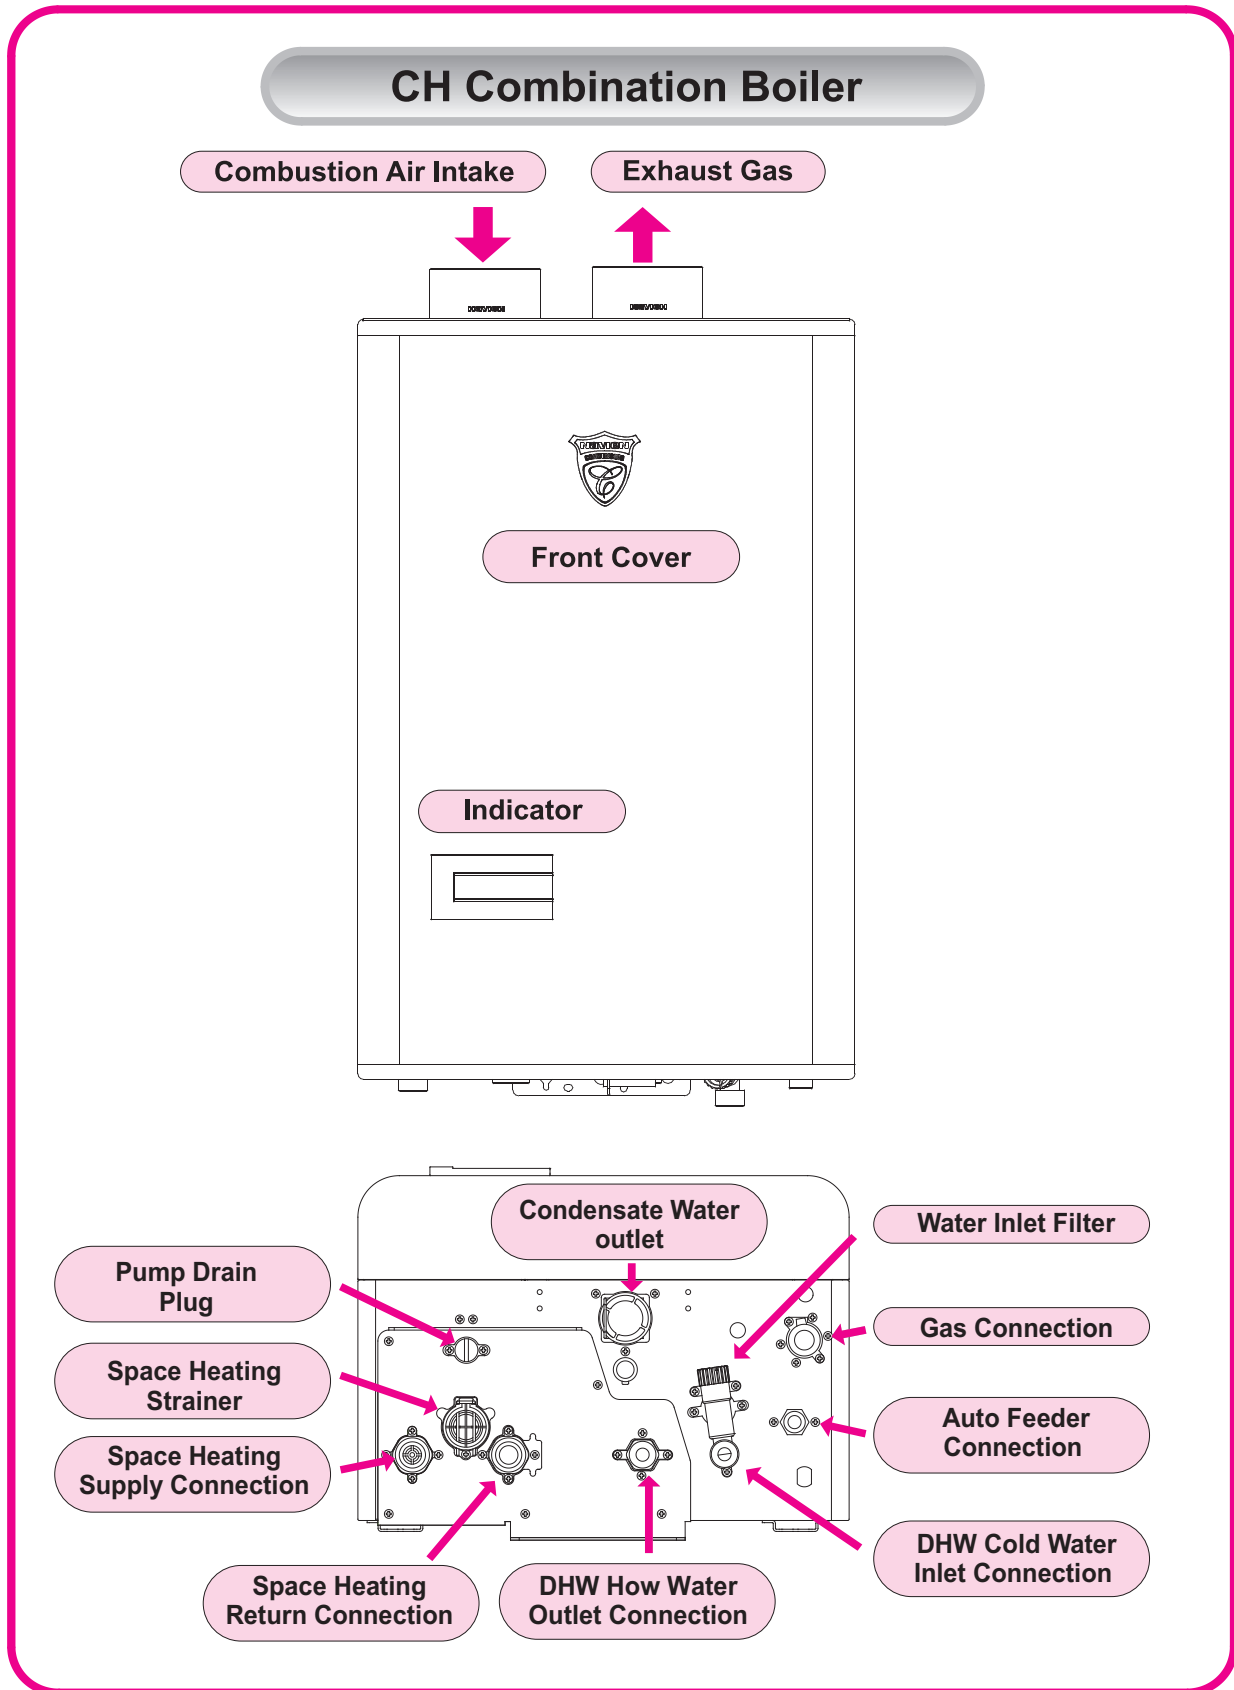 CH Combination Boiler
Combustion Air Intake
Exhaust Gas
NAVIEN
Front Cover
Indicator
Condensate Water
outlet
Water Inlet Filter
Pump Drain
Plug
Gas Connection
Space Heating
Strainer
Auto Feeder
Connection
Space Heating
Supply Connection
DHW Cold Water
Inlet Connection
Space Heating
Return Connection
DHW How Water
Outlet Connection